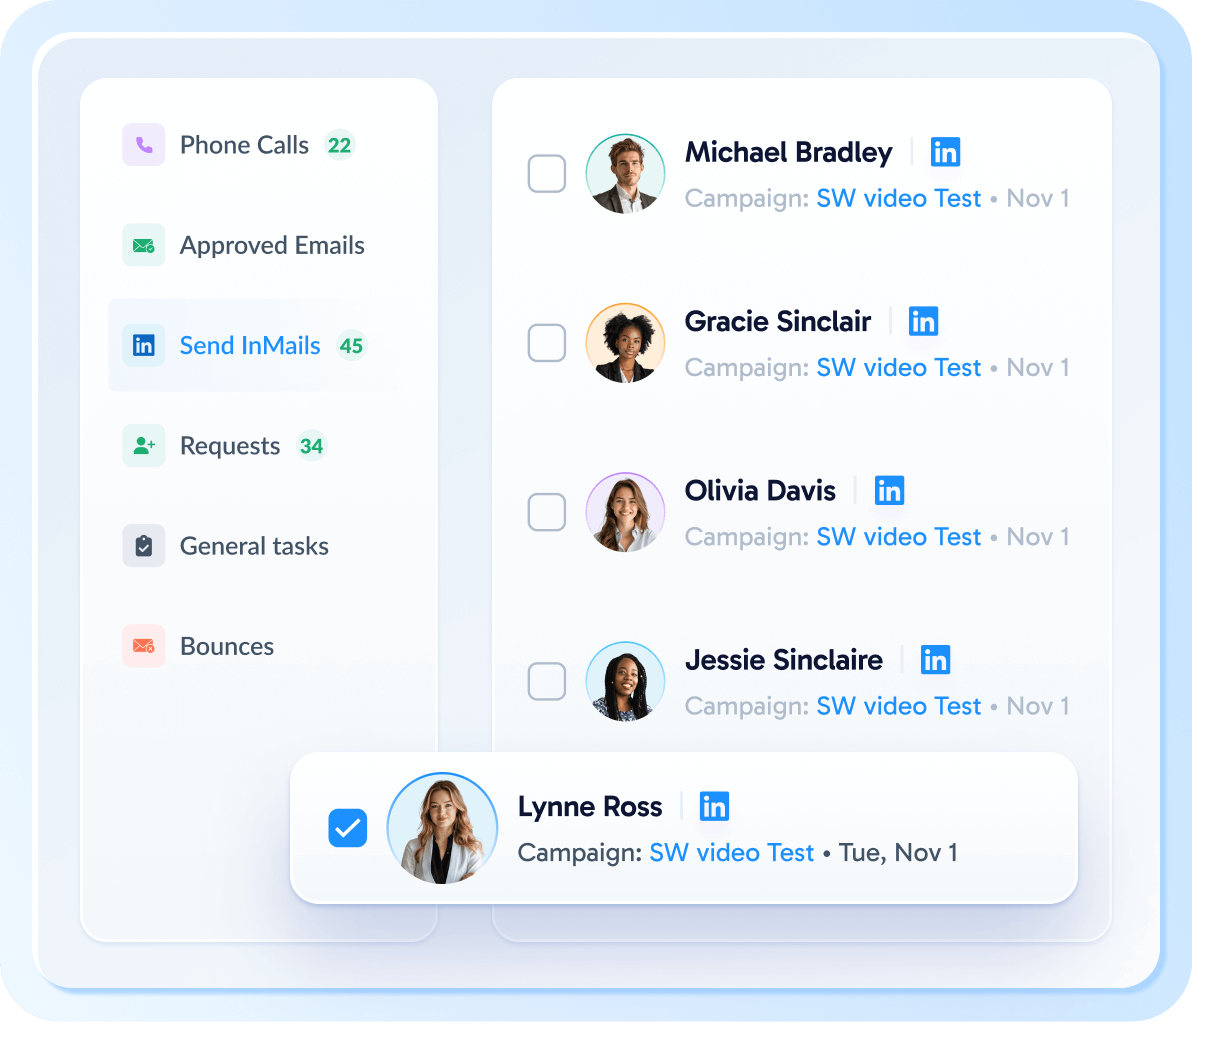 Phone Calls 22
Approved Emails
Send InMails 45
Requests 34
General tasks
Bounces
Michael Bradley in
Campaign: SW video Test • Nov 1
Gracie Sinclair in
Campaign: SW video Test • Nov 1
Olivia Davis in
Campaign: SW video Test • Nov 1
Jessie Sinclaire in
Campaign: SW video Test • Nov 1
Lynne Ross in
Campaign: SW video Test • Tue, Nov 1